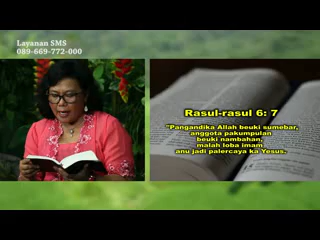 Layanan SMS
089-669-772-000
Rasul-rasul 6: 7
"Pangandika Allah beuki sumebar,
anggota pakumpulan
beuki nambahan,
malah loba imam
anu jadi palercaya ka Yesus.